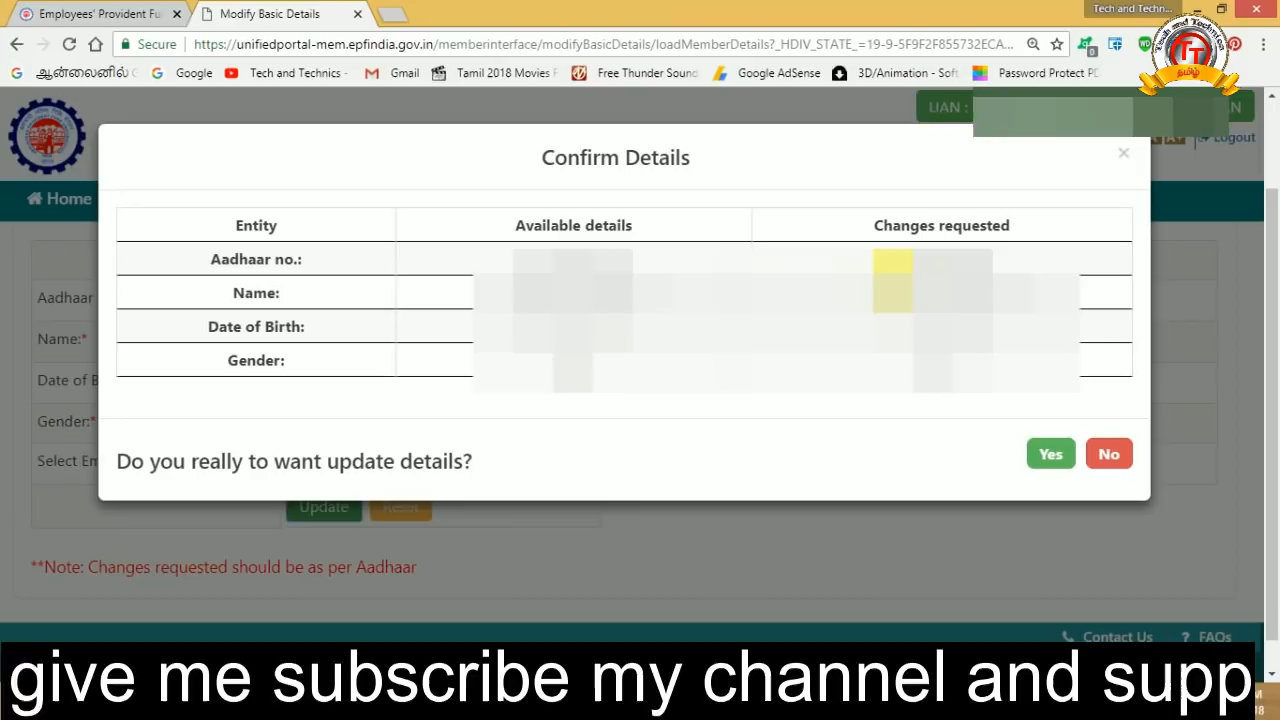 Employees' Provident Fu
Modify Basic Details
Tech and Techn...
Secure
https://unifiedportal-mem.epfindia.gov.in/memberinterface/modifyBasicDetails/loadMemberDetails?_HDIV_STATE_=19-9-5F9F2F855732ECA...
0
ஆன்லைனில்
Google
Tech and Technics -
Gmail
Tamil 2018 Movies
Free Thunder Sound
Google AdSense
3D/Animation - Soft
Password Protect PD
TT
தமிழ்
UAN :
Logout
Home
Confirm Details
×
Entity Available details Changes requested
Aadhaar no.:
Name:
Date of Birth:
Gender:
Do you really to want update details?
Yes
No
Aadhaar
Name:*
Date of B
Gender:*
Select Em
Update
Reset
**Note: Changes requested should be as per Aadhaar
Contact Us
? FAQs
give me subscribe my channel and supp